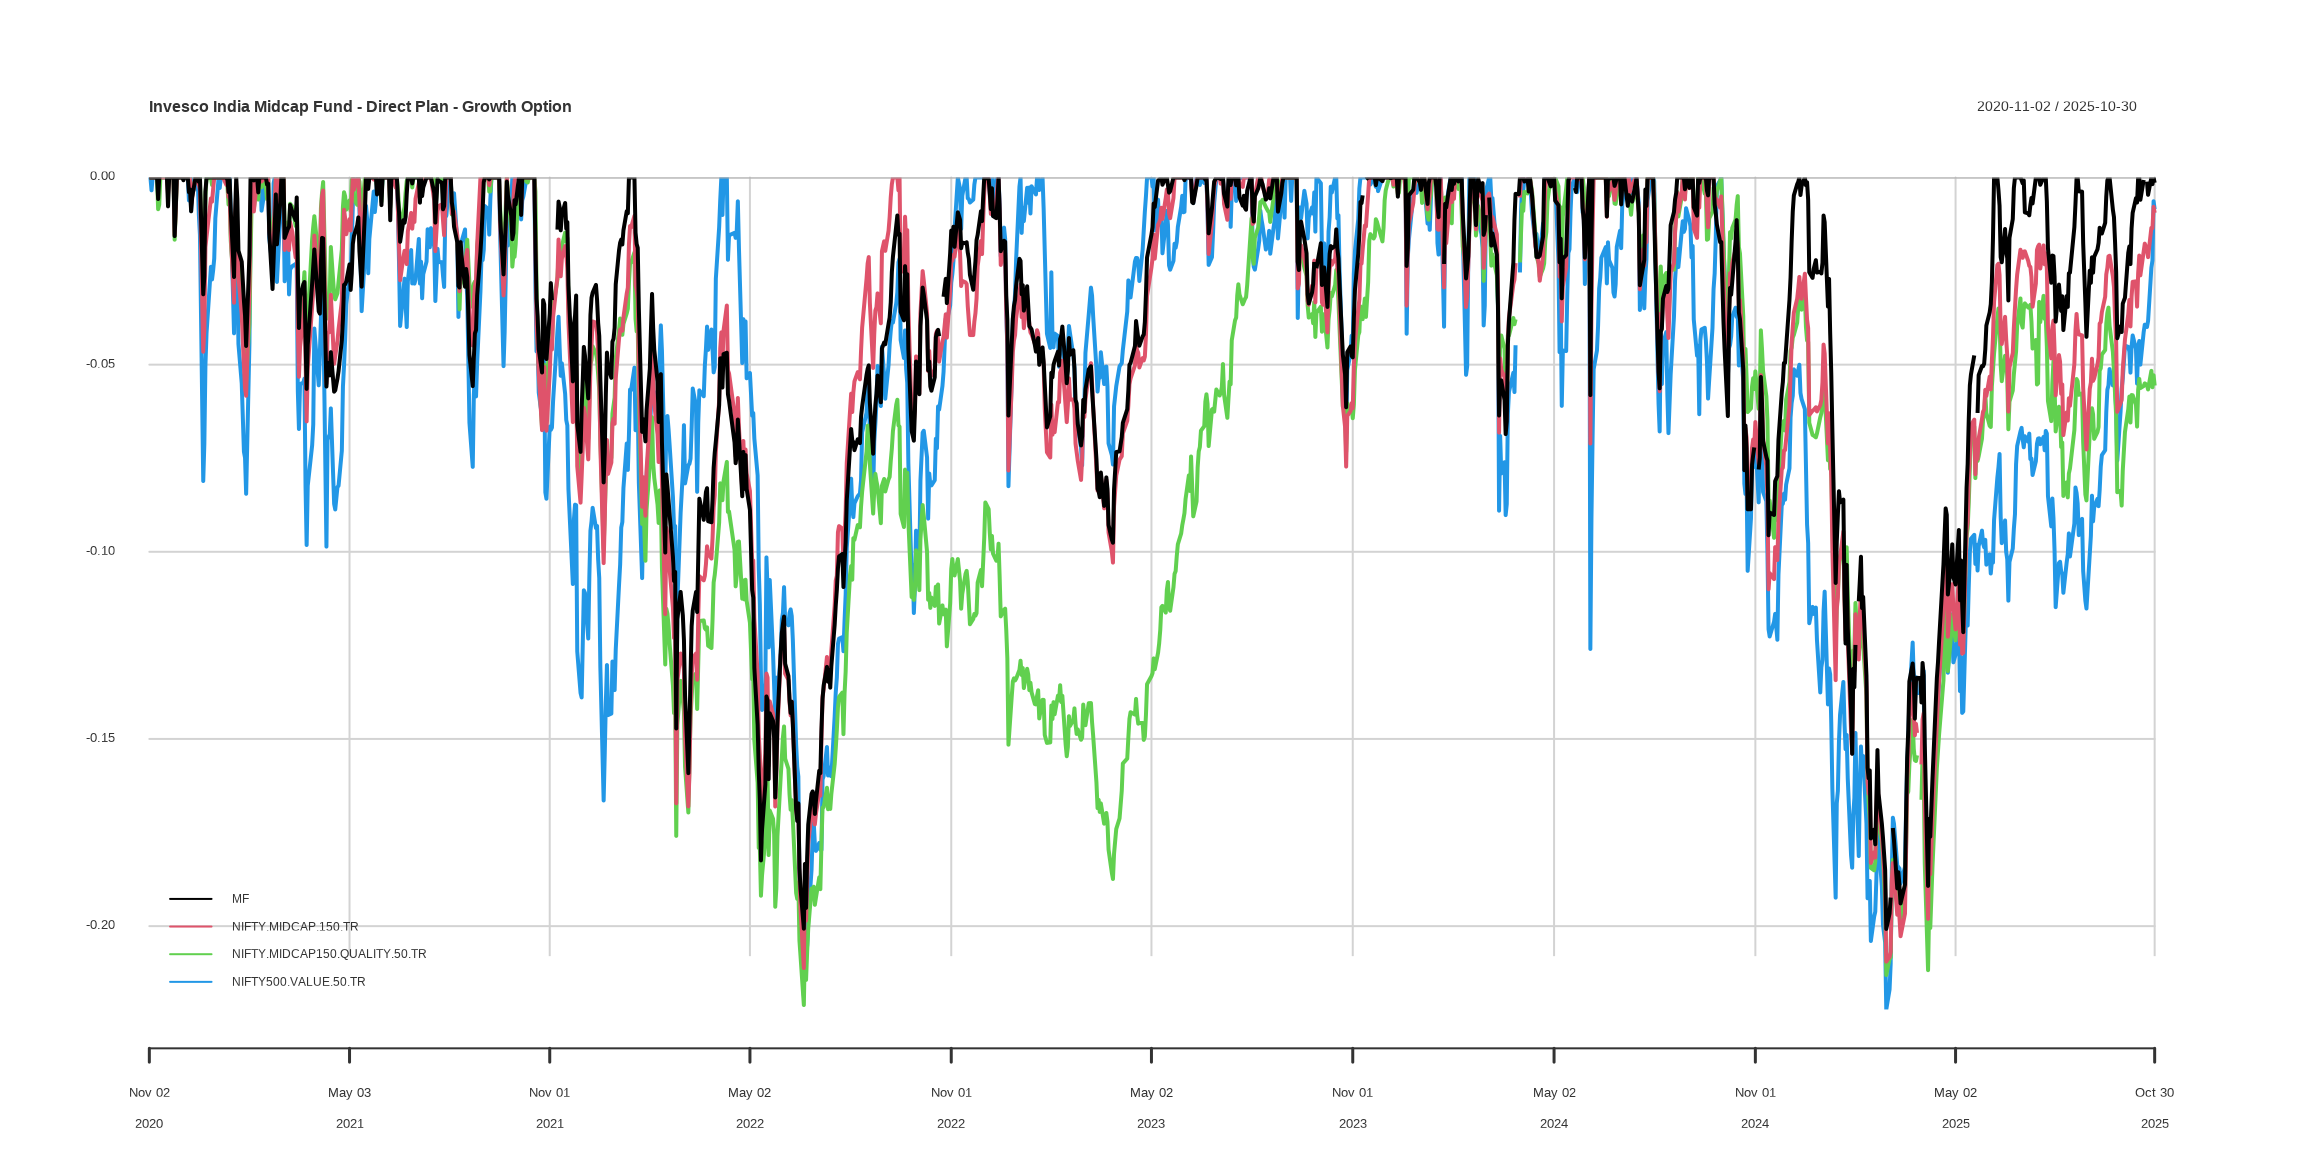 Invesco India Midcap Fund - Direct Plan - Growth Option
2020-11-02 / 2025-10-30
0.00
-0.05
-0.10
-0.15
-0.20
MF
NIFTY.MIDCAP.150.TR
NIFTY.MIDCAP150.QUALITY.50.TR
NIFTY500.VALUE.50.TR
Nov 02 May 03 Nov 01 May 02 Nov 01 May 02 Nov 01 May 02 Nov 01 May 02 Oct 30
2020 2021 2021 2022 2022 2023 2023 2024 2024 2025 2025